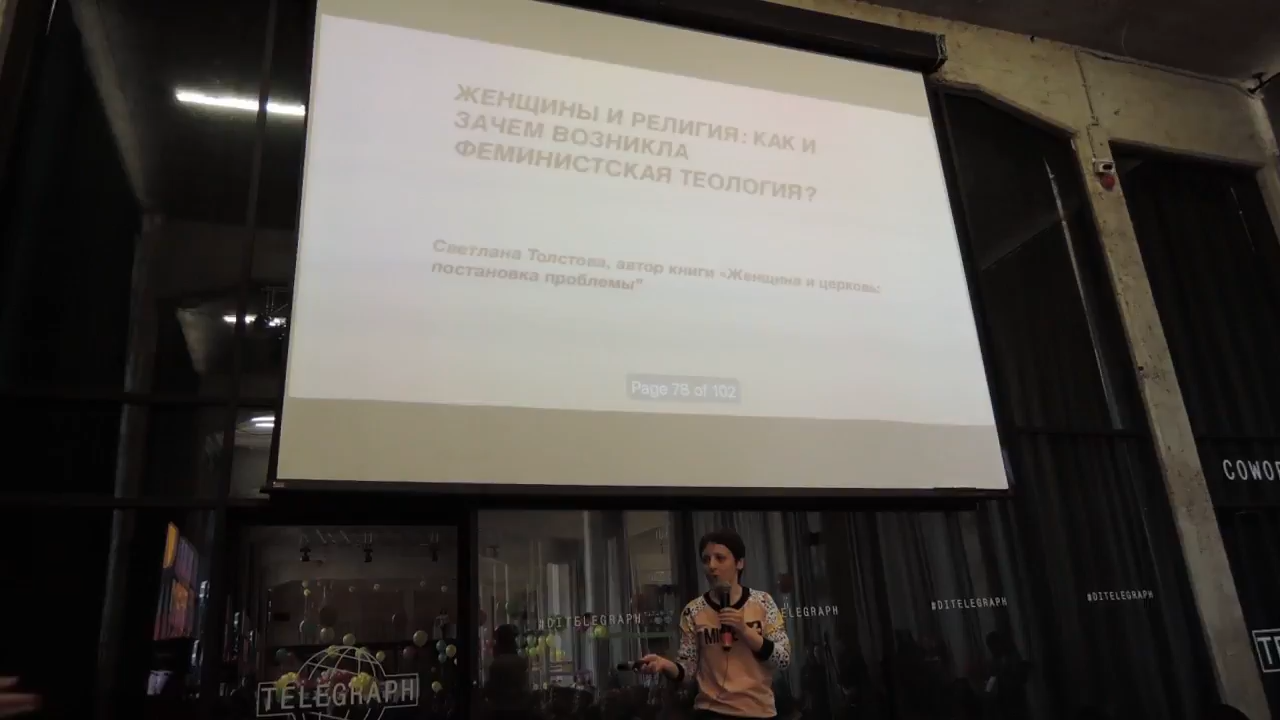 ЖЕНЩИНЫ И РЕЛИГИЯ: КАК И
ЗАЧЕМ ВОЗНИКЛА
ФЕМИНИСТСКАЯ ТЕОЛОГИЯ?
Светлана Толстова, автор книги «Женщина и церковь:
постановка проблемы"
Page 78 of 102
#DITELEGRAPH
TELEGRAPH
#DITELEGRAPH
#DITELEGRAPH
TELEGRAPH